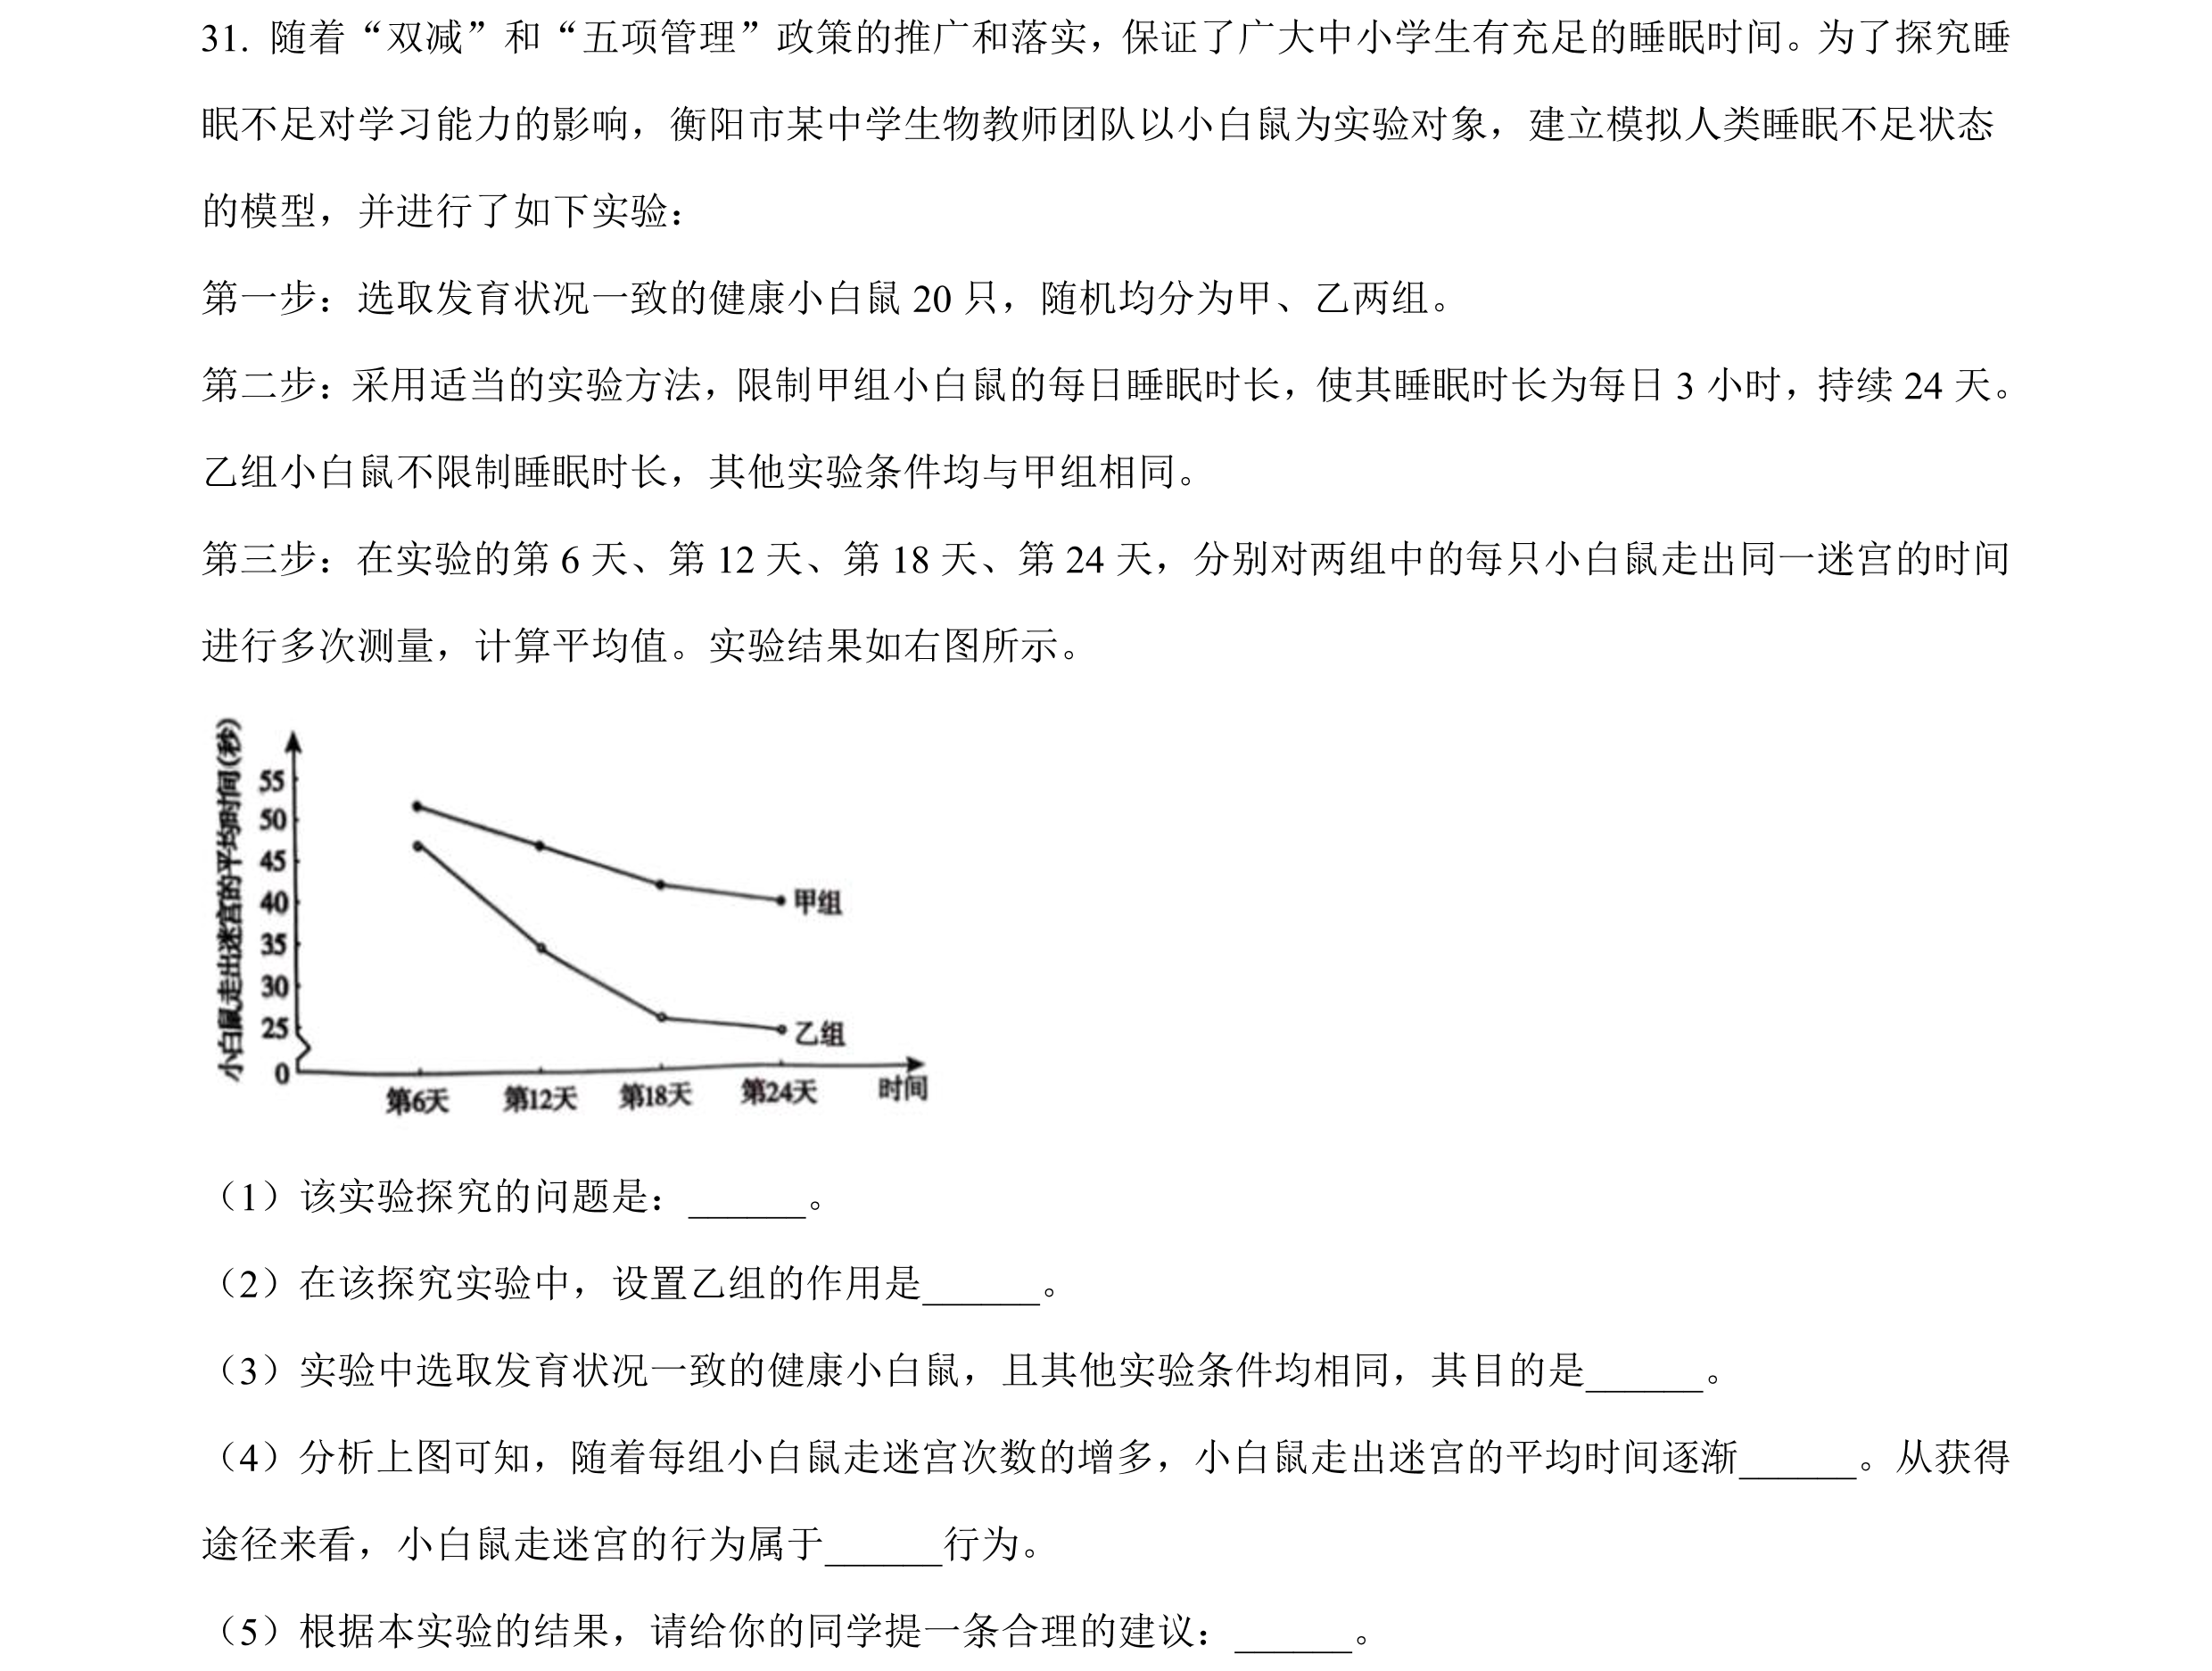 31. 随着“双减”和“五项管理”政策的推广和落实，保证了广大中小学生有充足的睡眠时间。为了探究睡
眠不足对学习能力的影响，衡阳市某中学生物教师团队以小白鼠为实验对象，建立模拟人类睡眠不足状态
的模型，并进行了如下实验：
第一步：选取发育状况一致的健康小白鼠 20 只，随机均分为甲、乙两组。
第二步：采用适当的实验方法，限制甲组小白鼠的每日睡眠时长，使其睡眠时长为每日 3 小时，持续 24 天。
乙组小白鼠不限制睡眠时长，其他实验条件均与甲组相同。
第三步：在实验的第 6 天、第 12 天、第 18 天、第 24 天，分别对两组中的每只小白鼠走出同一迷宫的时间
进行多次测量，计算平均值。实验结果如右图所示。
小白鼠走出迷宫的平均时间(秒)
55
50
45
40
35
30
25
0
甲组
乙组
第6天 第12天 第18天 第24天 时间
（1）该实验探究的问题是：______。
（2）在该探究实验中，设置乙组的作用是______。
（3）实验中选取发育状况一致的健康小白鼠，且其他实验条件均相同，其目的是______。
（4）分析上图可知，随着每组小白鼠走迷宫次数的增多，小白鼠走出迷宫的平均时间逐渐______。从获得
途径来看，小白鼠走迷宫的行为属于______行为。
（5）根据本实验的结果，请给你的同学提一条合理的建议：______。